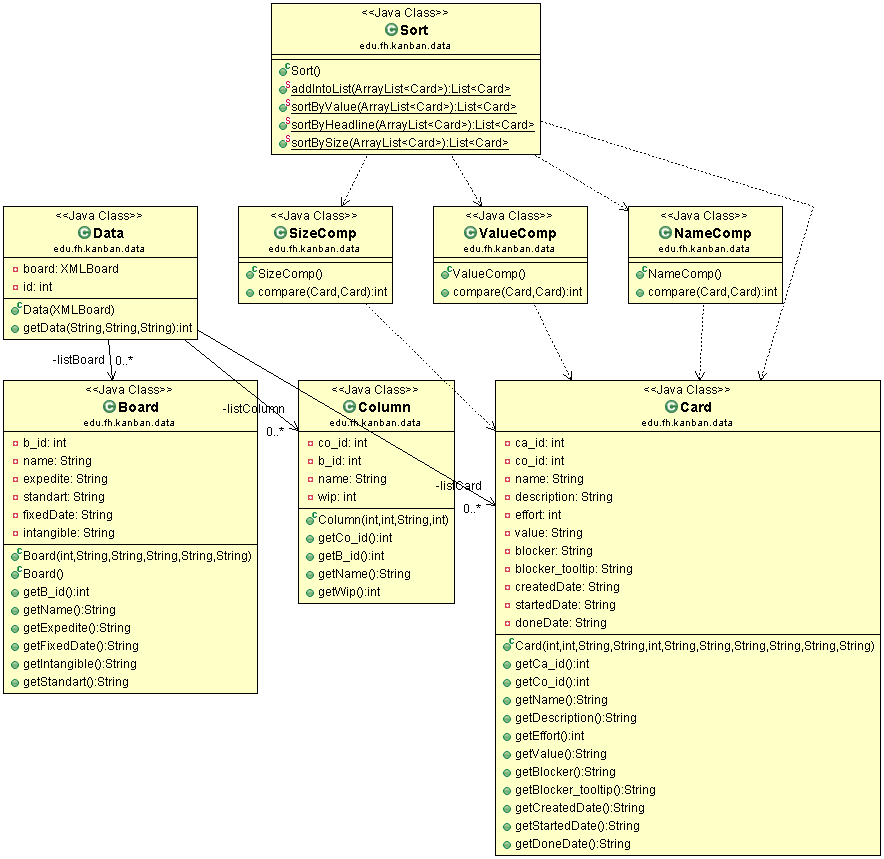 <<Java Class>>
Sort
edu.fh.kanban.data
Sort()
addIntoList(ArrayList<Card>):List<Card>
sortByValue(ArrayList<Card>):List<Card>
sortByHeadline(ArrayList<Card>):List<Card>
sortBySize(ArrayList<Card>):List<Card>
<<Java Class>>
Data
edu.fh.kanban.data
board: XMLBoard
id: int
Data(XMLBoard)
getData(String,String,String):int
<<Java Class>>
SizeComp
edu.fh.kanban.data
SizeComp()
compare(Card,Card):int
<<Java Class>>
ValueComp
edu.fh.kanban.data
ValueComp()
compare(Card,Card):int
<<Java Class>>
NameComp
edu.fh.kanban.data
NameComp()
compare(Card,Card):int
-listBoard
0..*
-listColumn
0..*
-listCard
0..*
<<Java Class>>
Board
edu.fh.kanban.data
b_id: int
name: String
expedite: String
standart: String
fixedDate: String
intangible: String
Board(int,String,String,String,String,String)
Board()
getB_id():int
getName():String
getExpedite():String
getFixedDate():String
getIntangible():String
getStandart():String
<<Java Class>>
Column
edu.fh.kanban.data
co_id: int
b_id: int
name: String
wip: int
Column(int,int,String,int)
getCo_id():int
getB_id():int
getName():String
getWip():int
<<Java Class>>
Card
edu.fh.kanban.data
ca_id: int
co_id: int
name: String
description: String
effort: int
value: String
blocker: String
blocker_tooltip: String
createdDate: String
startedDate: String
doneDate: String
Card(int,int,String,String,int,String,String,String,String,String,String)
getCa_id():int
getCo_id():int
getName():String
getDescription():String
getEffort():int
getValue():String
getBlocker():String
getBlocker_tooltip():String
getCreatedDate():String
getStartedDate():String
getDoneDate():String